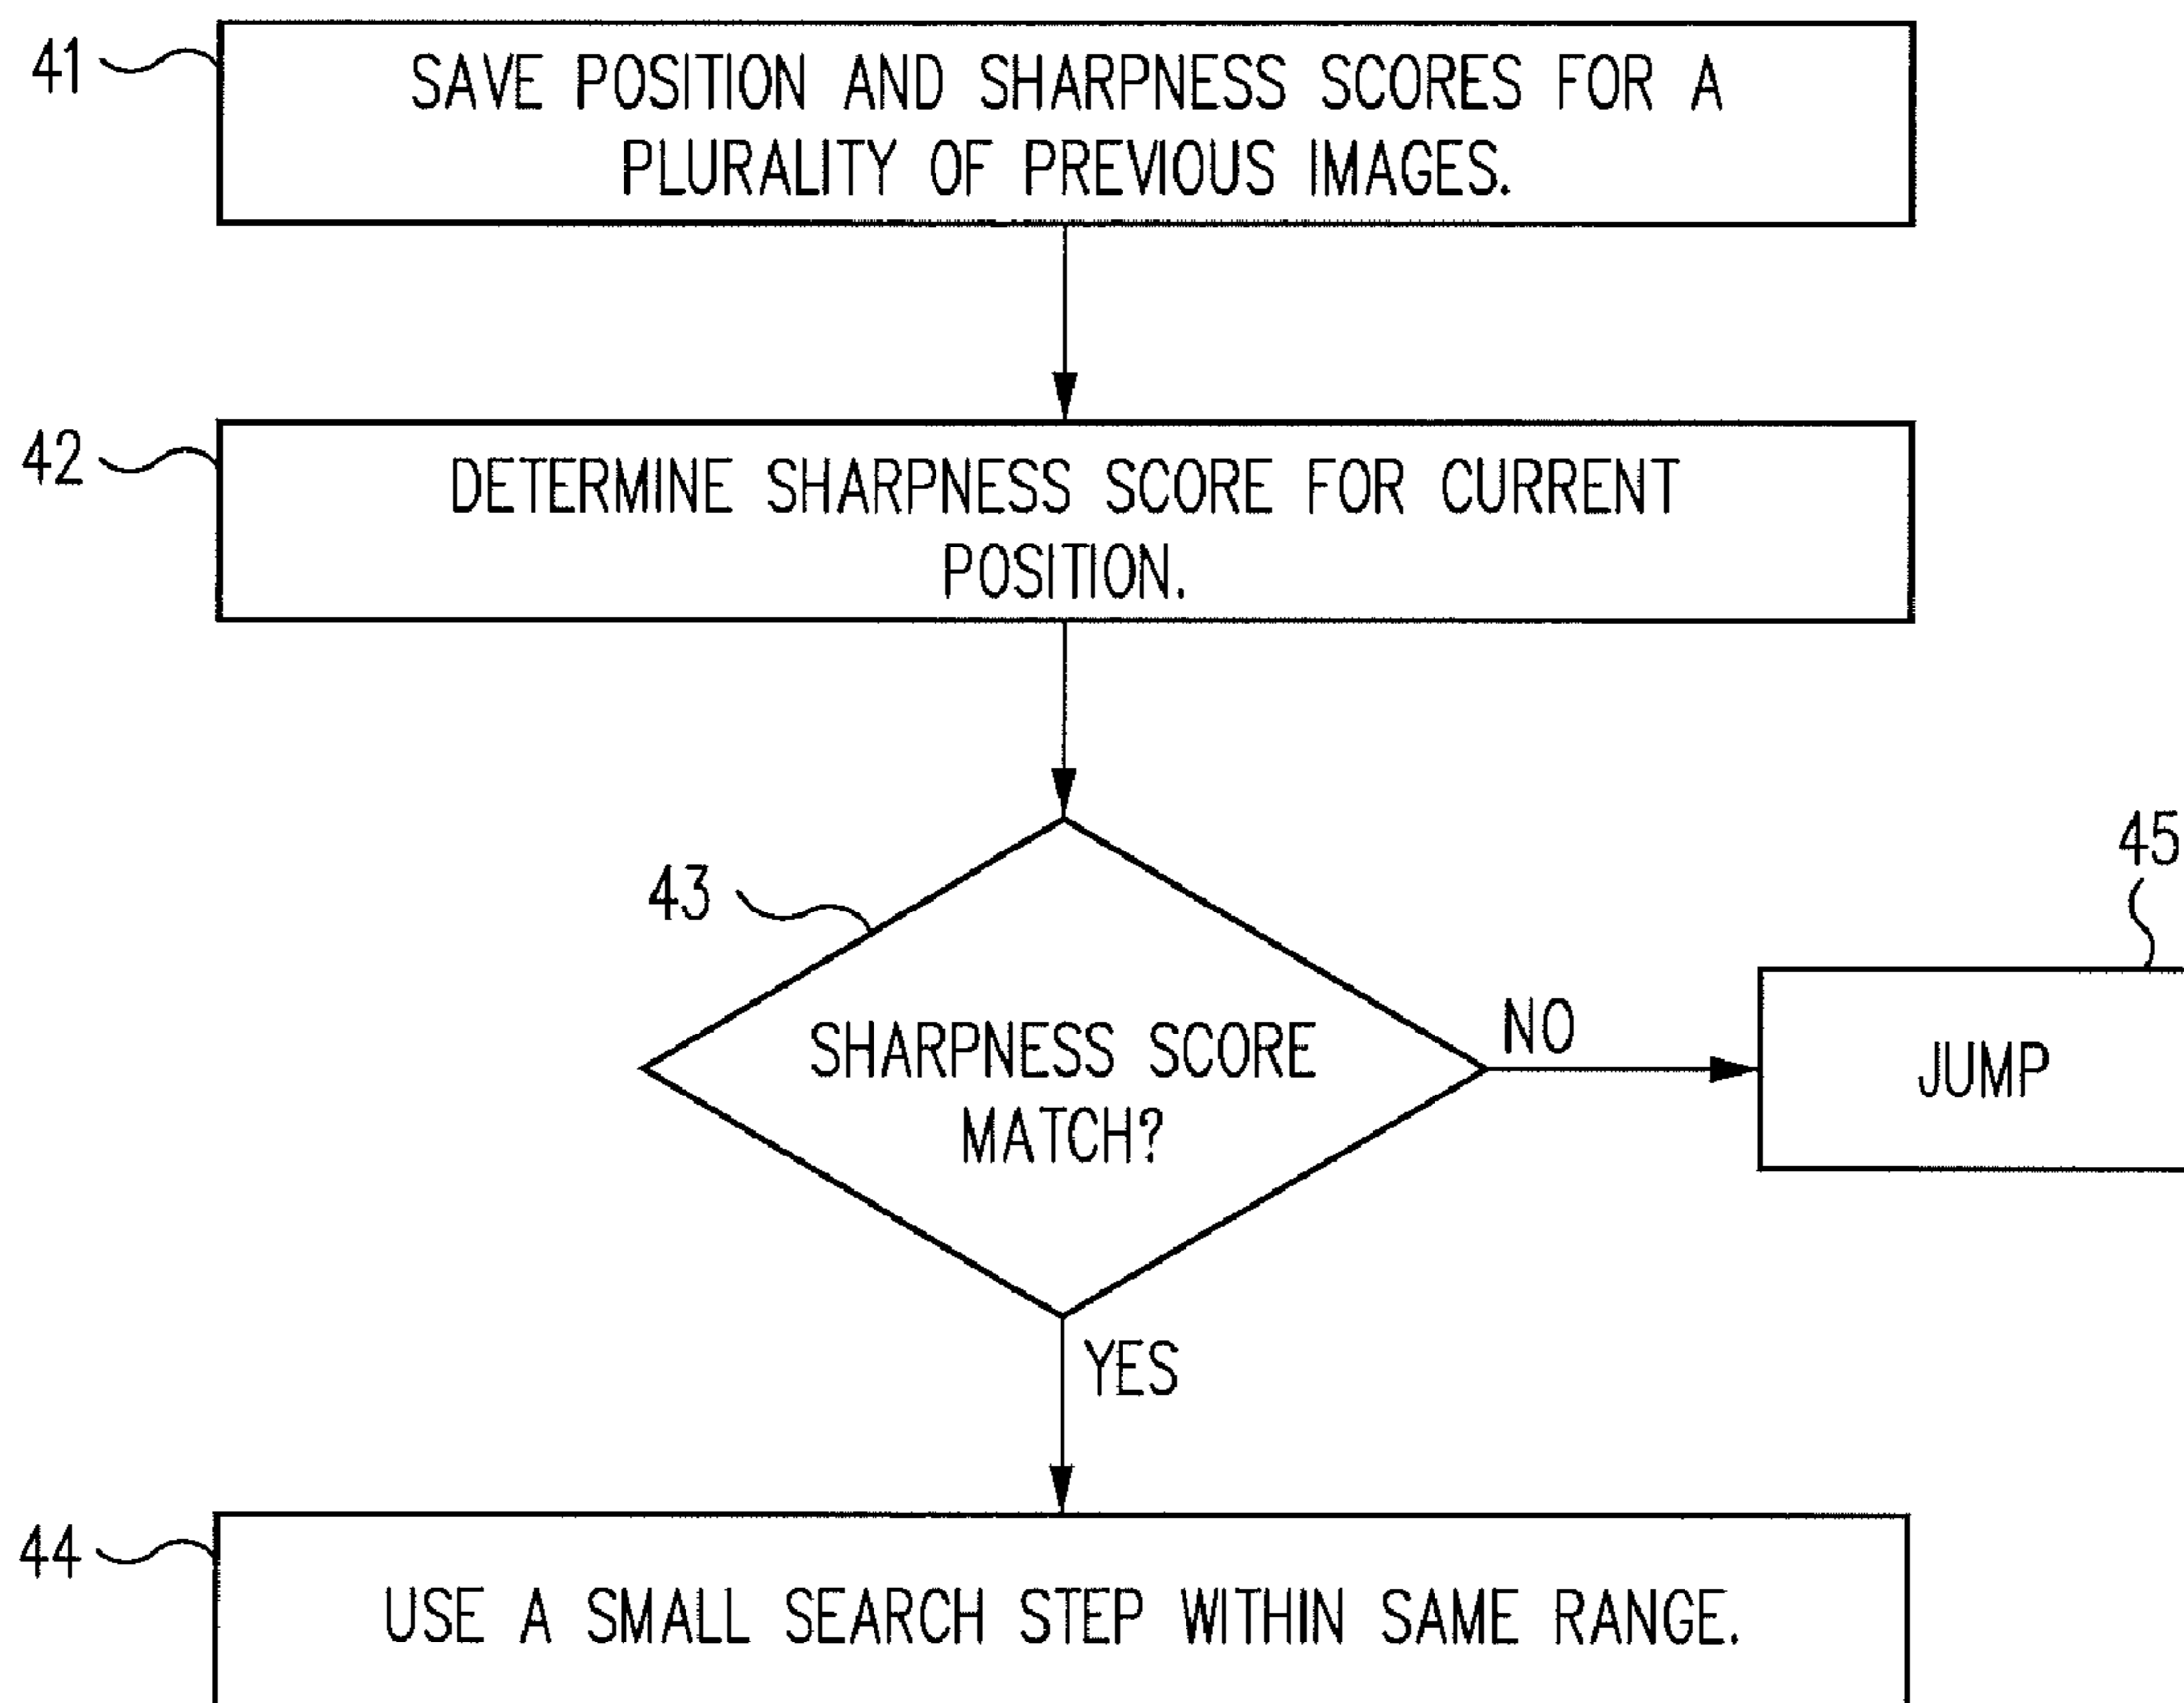 41
SAVE POSITION AND SHARPNESS SCORES FOR A
PLURALITY OF PREVIOUS IMAGES.
42
DETERMINE SHARPNESS SCORE FOR CURRENT
POSITION.
43
SHARPNESS SCORE
MATCH?
NO
45
JUMP
YES
44
USE A SMALL SEARCH STEP WITHIN SAME RANGE.